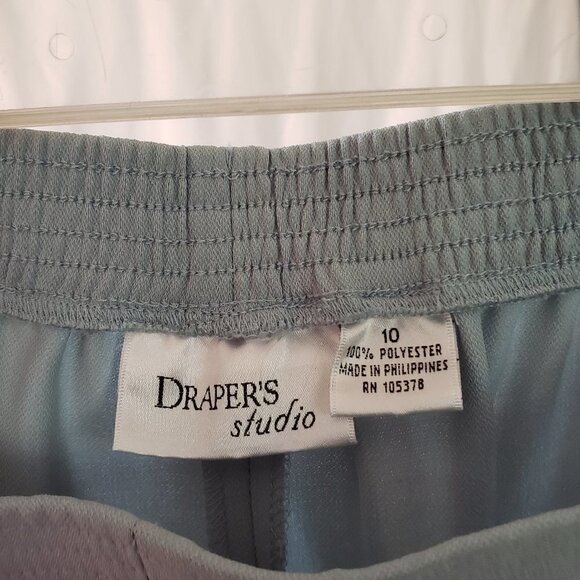 DRAPER'S
studio
10
100% POLYESTER
MADE IN PHILIPPINES
RN 105378